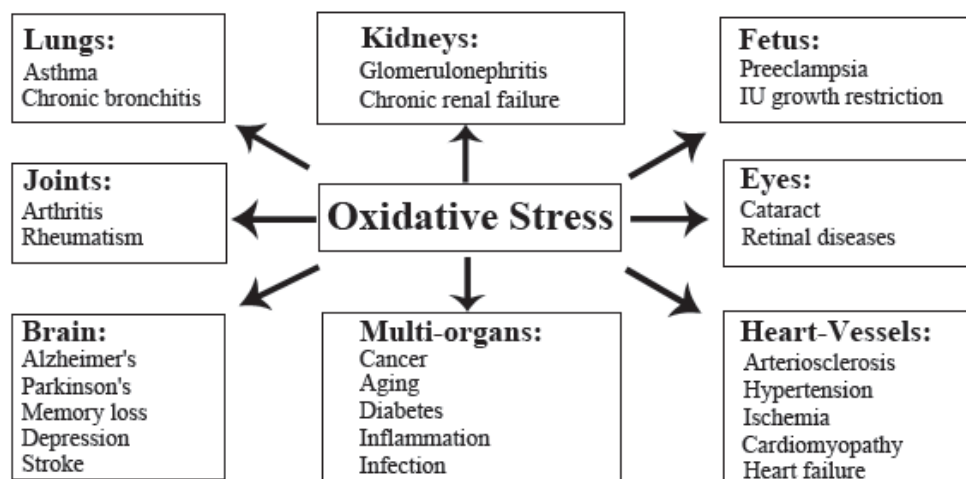 Lungs:
Asthma
Chronic bronchitis
Kidneys:
Glomerulonephritis
Chronic renal failure
Fetus:
Preeclampsia
IU growth restriction
Joints:
Arthritis
Rheumatism
Oxidative Stress
Eyes:
Cataract
Retinal diseases
Brain:
Alzheimer's
Parkinson's
Memory loss
Depression
Stroke
Multi-organs:
Cancer
Aging
Diabetes
Inflammation
Infection
Heart-Vessels:
Arteriosclerosis
Hypertension
Ischemia
Cardiomyopathy
Heart failure